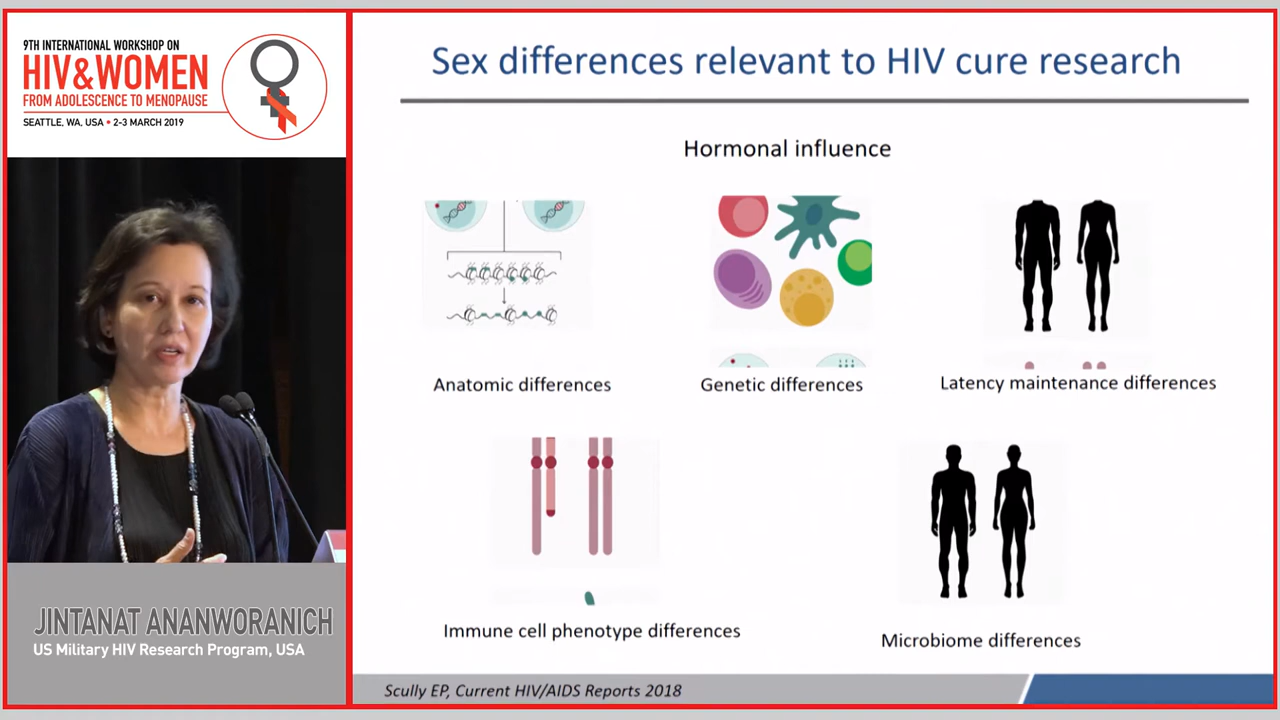 9TH INTERNATIONAL WORKSHOP ON
HIV&WOMEN
FROM ADOLESCENCE TO MENOPAUSE
SEATTLE, WA, USA • 2-3 MARCH 2019
JINTANAT ANANWORANICH
US Military HIV Research Program, USA
Sex differences relevant to HIV cure research
Hormonal influence
Anatomic differences
Genetic differences
Latency maintenance differences
Immune cell phenotype differences
Microbiome differences
Scully EP, Current HIV/AIDS Reports 2018